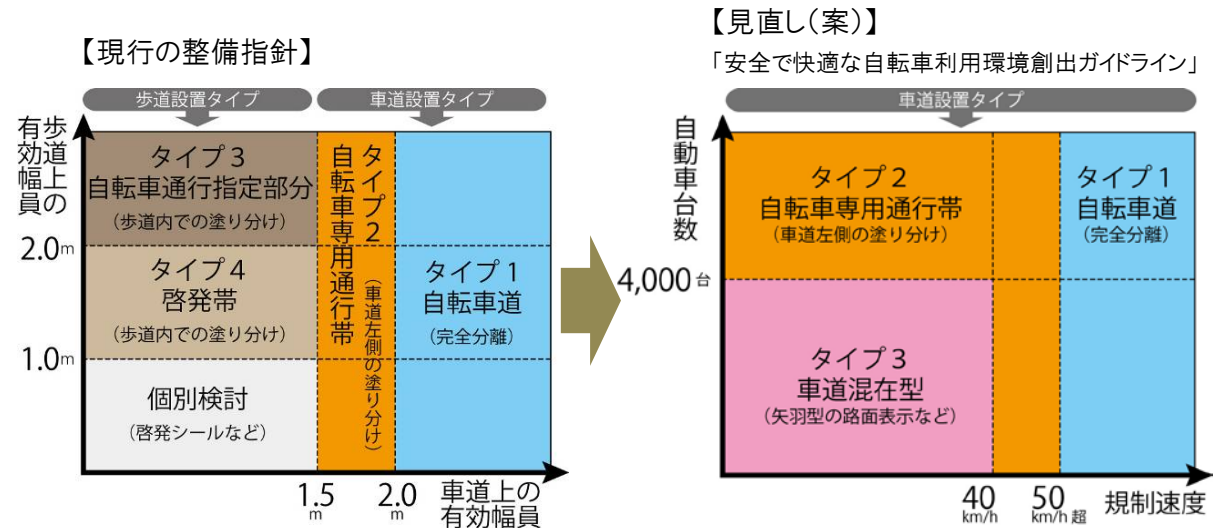 【現行の整備指針】
歩道設置タイプ
車道設置タイプ
歩道上の
有効幅員
タイプ3
自転車通行指定部分
(歩道内での塗り分け)
2.0m
タイプ4
啓発帯
(歩道内での塗り分け)
1.0m
個別検討
(啓発シールなど)
タイプ2
自転車専用通行帯
(車道左側の塗り分け)
タイプ1
自転車道
(完全分離)
1.5
m
2.0
m
車道上の
有効幅員
【見直し(案)】
「安全で快適な自転車利用環境創出ガイドライン」
車道設置タイプ
自動車台数
タイプ2
自転車専用通行帯
(車道左側の塗り分け)
タイプ1
自転車道
(完全分離)
4,000台
タイプ3
車道混在型
(矢羽型の路面表示など)
40
km/h
50
km/h超
規制速度